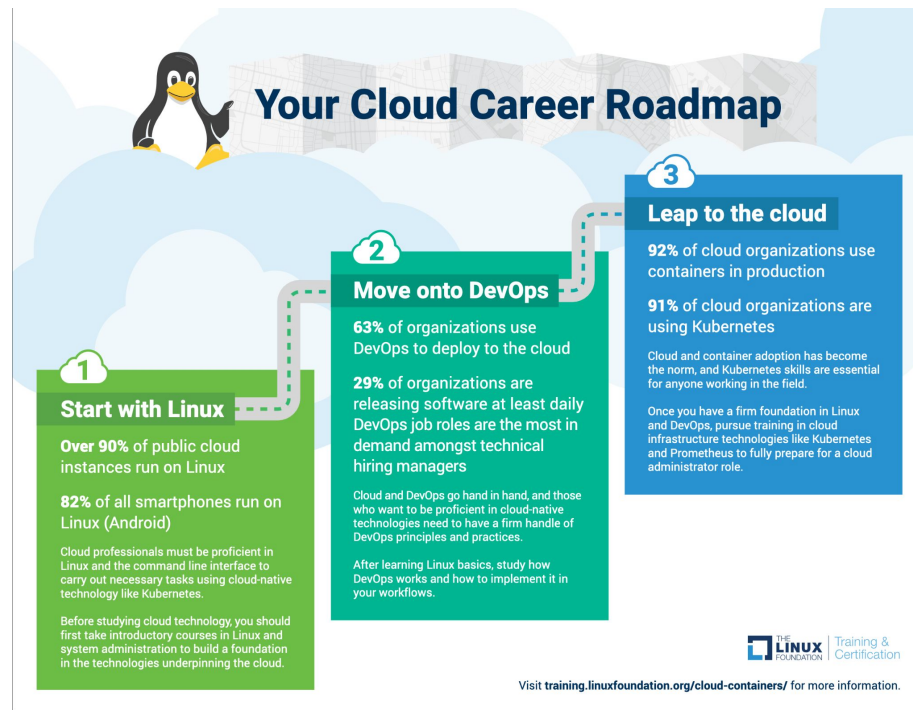 Your Cloud Career Roadmap
1
Start with Linux
Over 90% of public cloud
instances run on Linux
82% of all smartphones run on
Linux (Android)
Cloud professionals must be proficient in
Linux and the command line interface to
carry out necessary tasks using cloud-native
technology like Kubernetes.
Before studying cloud technology, you should
first take introductory courses in Linux and
system administration to build a foundation
in the technologies underpinning the cloud.
2
Move onto DevOps
63% of organizations use
DevOps to deploy to the cloud
29% of organizations are
releasing software at least daily
DevOps job roles are the most in
demand amongst technical
hiring managers
Cloud and DevOps go hand in hand, and those
who want to be proficient in cloud-native
technologies need to have a firm handle of
DevOps principles and practices.
After learning Linux basics, study how
DevOps works and how to implement it in
your workflows.
3
Leap to the cloud
92% of cloud organizations use
containers in production
91% of cloud organizations are
using Kubernetes
Cloud and container adoption has become
the norm, and Kubernetes skills are essential
for anyone working in the field.
Once you have a firm foundation in Linux
and DevOps, pursue training in cloud
infrastructure technologies like Kubernetes
and Prometheus to fully prepare for a cloud
administrator role.
THE
LINUX
FOUNDATION
Training &
Certification
Visit training.linuxfoundation.org/cloud-containers/ for more information.